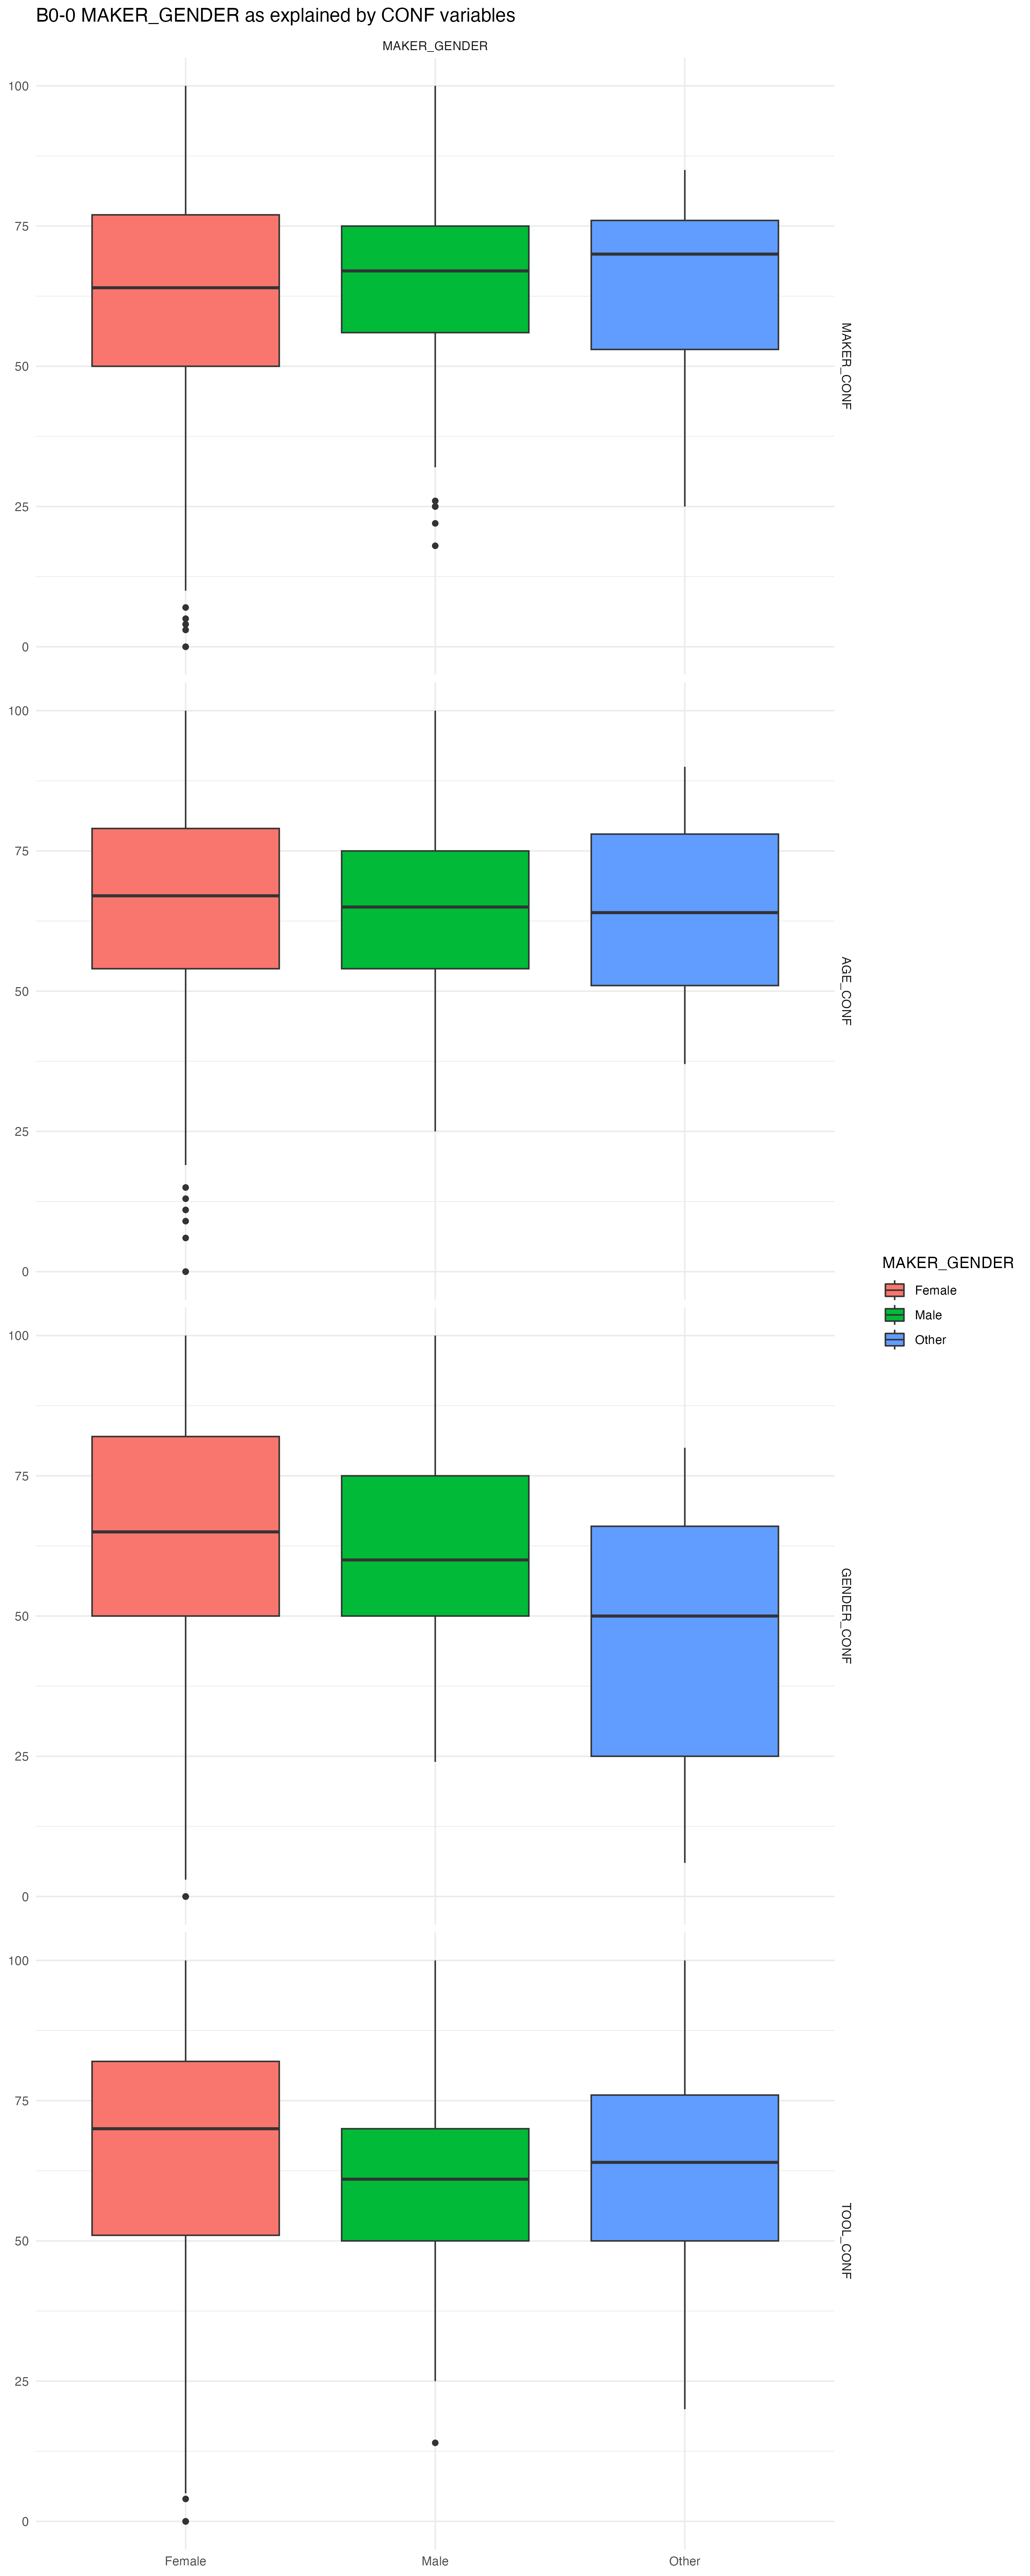 B0-0 MAKER_GENDER as explained by CONF variables
MAKER_GENDER
100
75
50
25
0
MAKER_CONF
100
75
50
25
0
AGE_CONF
100
75
50
25
0
GENDER_CONF
100
75
50
25
0
TOOL_CONF
Female
Male
Other
MAKER_GENDER
Female
Male
Other